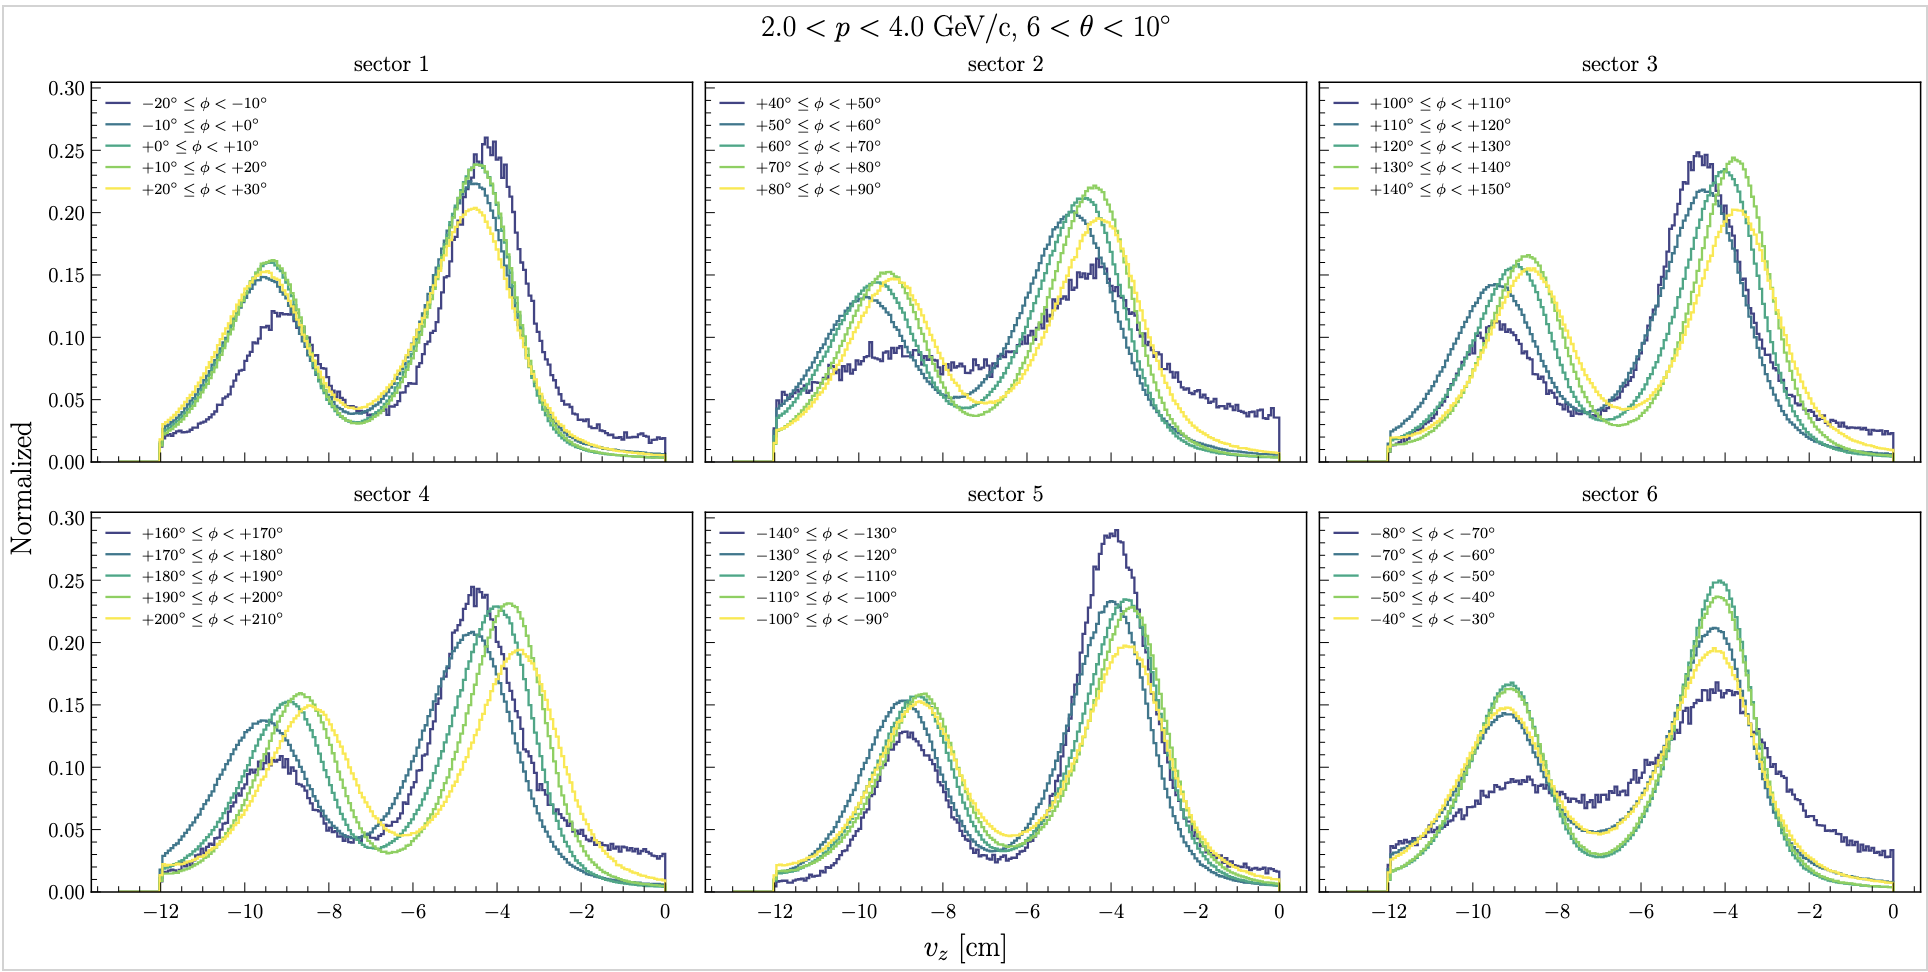 2.0 < p < 4.0 GeV/c, 6 < θ < 10°
sector 1
sector 2
sector 3
0.30
0.25
0.20
0.15
0.10
0.05
0.00
−20° ≤ ϕ < −10°
−10° ≤ ϕ < +0°
+0° ≤ ϕ < +10°
+10° ≤ ϕ < +20°
+20° ≤ ϕ < +30°
+40° ≤ ϕ < +50°
+50° ≤ ϕ < +60°
+60° ≤ ϕ < +70°
+70° ≤ ϕ < +80°
+80° ≤ ϕ < +90°
+100° ≤ ϕ < +110°
+110° ≤ ϕ < +120°
+120° ≤ ϕ < +130°
+130° ≤ ϕ < +140°
+140° ≤ ϕ < +150°
Normalized
sector 4
sector 5
sector 6
0.30
0.25
0.20
0.15
0.10
0.05
0.00
+160° ≤ ϕ < +170°
+170° ≤ ϕ < +180°
+180° ≤ ϕ < +190°
+190° ≤ ϕ < +200°
+200° ≤ ϕ < +210°
−140° ≤ ϕ < −130°
−130° ≤ ϕ < −120°
−120° ≤ ϕ < −110°
−110° ≤ ϕ < −100°
−100° ≤ ϕ < −90°
−80° ≤ ϕ < −70°
−70° ≤ ϕ < −60°
−60° ≤ ϕ < −50°
−50° ≤ ϕ < −40°
−40° ≤ ϕ < −30°
−12 −10 −8 −6 −4 −2 0
−12 −10 −8 −6 −4 −2 0
−12 −10 −8 −6 −4 −2 0
v_z [cm]